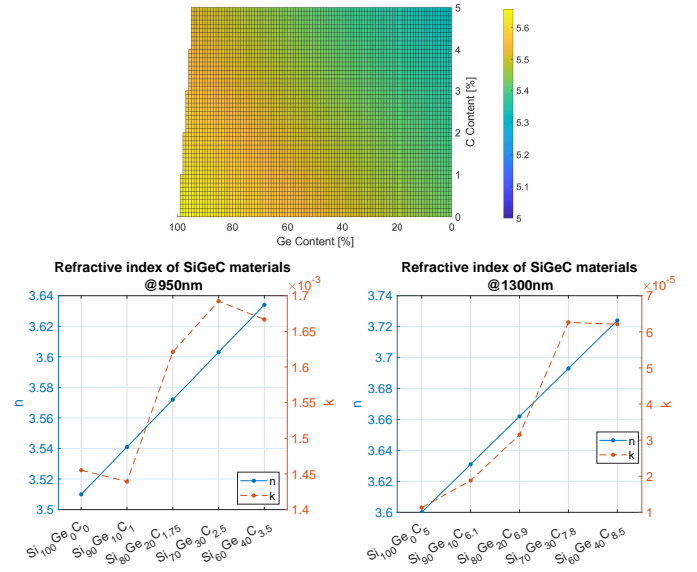 5
4
3
2
1
0
C Content [%]
100 80 60 40 20 0
Ge Content [%]
5.6
5.5
5.4
5.3
5.2
5.1
5
Refractive index of SiGeC materials
@950nm
×10⁻³
3.64
3.62
3.6
3.58
3.56
3.54
3.52
3.5
n
1.7
1.65
1.6
1.55
1.5
1.45
1.4
k
n
k
Si₁₀₀Ge₀C₀
Si₉₀Ge₁₀C₁
Si₈₀Ge₂₀C₁.₇₅
Si₇₀Ge₃₀C₂.₅
Si₆₀Ge₄₀C₃.₅
Refractive index of SiGeC materials
@1300nm
×10⁻⁵
3.74
3.72
3.7
3.68
3.66
3.64
3.62
3.6
n
7
6
5
4
3
2
1
k
n
k
Si₁₀₀Ge₀C₅
Si₉₀Ge₁₀C₆.₁
Si₈₀Ge₂₀C₆.₉
Si₇₀Ge₃₀C₇.₈
Si₆₀Ge₄₀C₈.₅